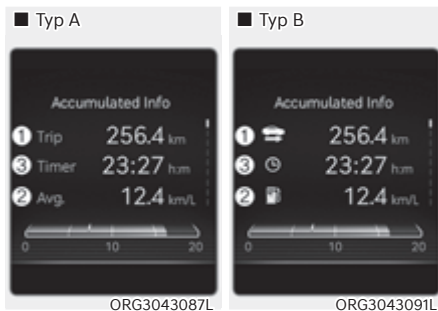 ■ Typ A
Accumulated Info
① Trip 256.4 km
③ Timer 23:27 h:m
② Avg. 12.4 km/L
0 10 20
ORG3043087L
■ Typ B
Accumulated Info
① 256.4 km
③ 23:27 h:m
② 12.4 km/L
0 10 20
ORG3043091L